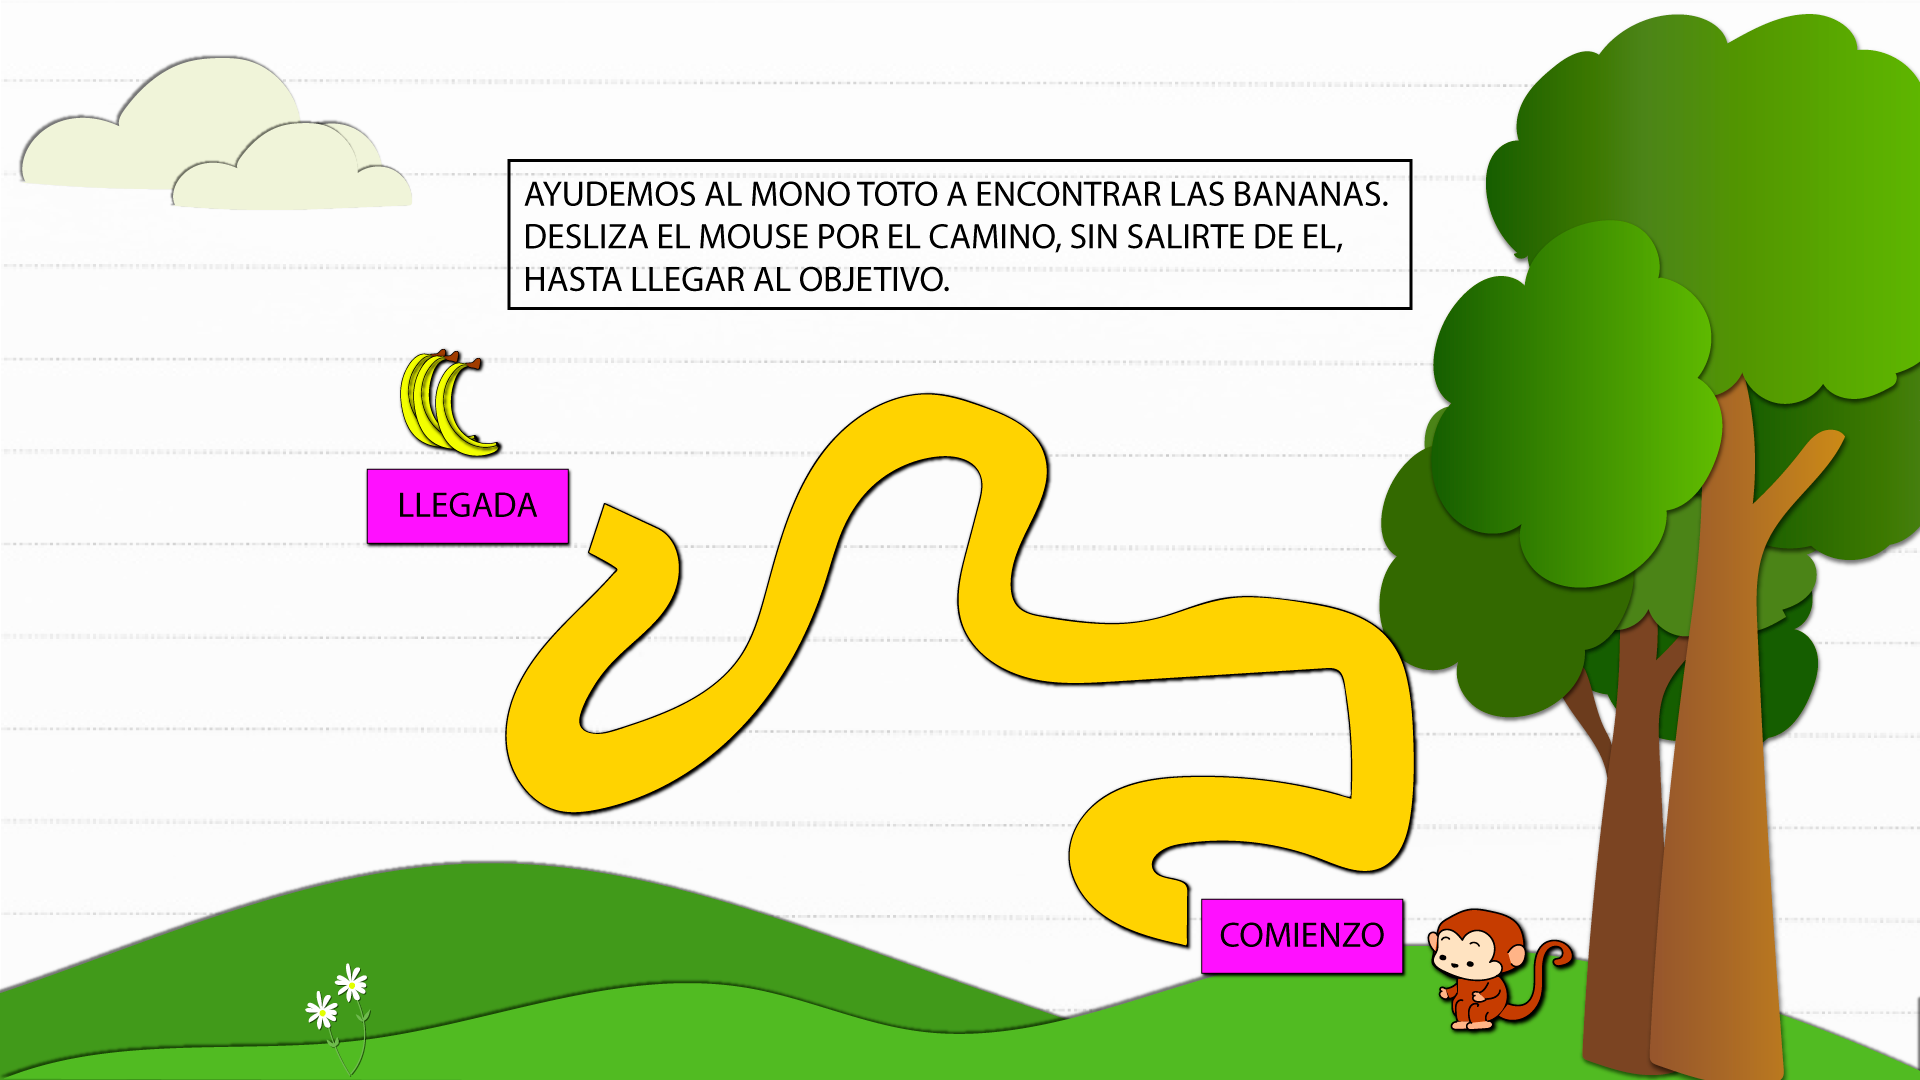 AYUDEMOS AL MONO TOTO A ENCONTRAR LAS BANANAS.
DESLIZA EL MOUSE POR EL CAMINO, SIN SALIRTE DE EL,
HASTA LLEGAR AL OBJETIVO.
LLEGADA
COMIENZO